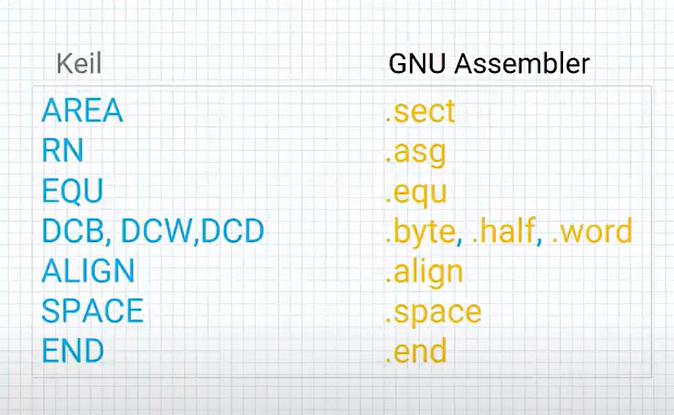 Keil GNU Assembler
AREA .sect
RN .asg
EQU .equ
DCB, DCW,DCD .byte, .half, .word
ALIGN .align
SPACE .space
END .end